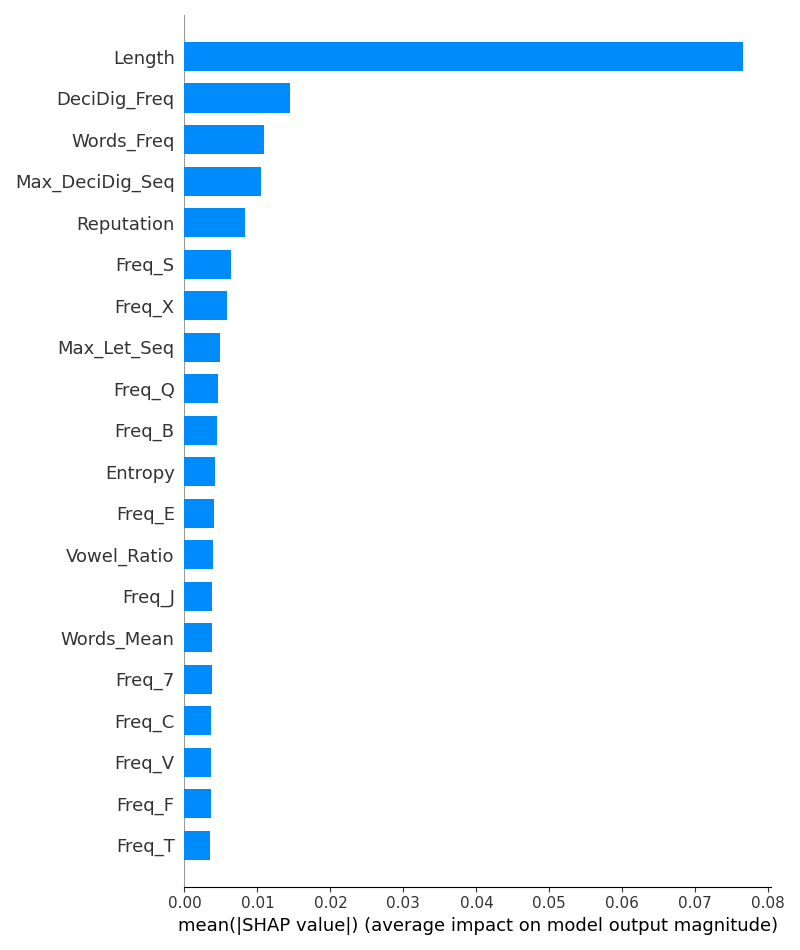 Length
DeciDig_Freq
Words_Freq
Max_DeciDig_Seq
Reputation
Freq_S
Freq_X
Max_Let_Seq
Freq_Q
Freq_B
Entropy
Freq_E
Vowel_Ratio
Freq_J
Words_Mean
Freq_7
Freq_C
Freq_V
Freq_F
Freq_T
0.00 0.01 0.02 0.03 0.04 0.05 0.06 0.07 0.08
mean(|SHAP value|) (average impact on model output magnitude)